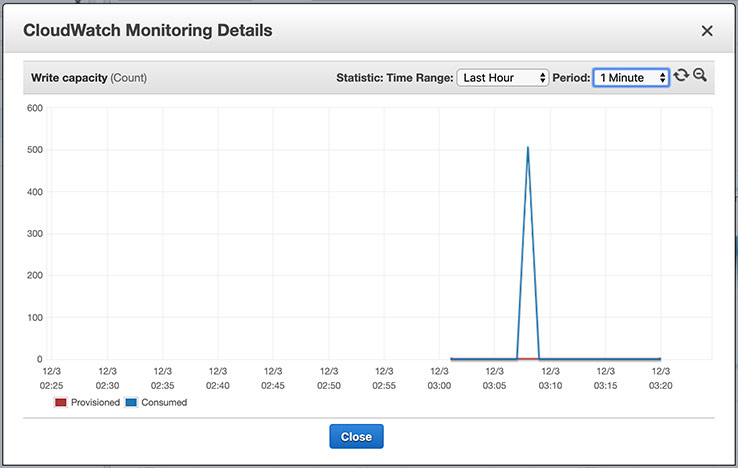 CloudWatch Monitoring Details
Write capacity (Count) Statistic: Time Range: Last Hour Period: 1 Minute
600
500
400
300
200
100
0
12/3 12/3 12/3 12/3 12/3 12/3 12/3 12/3 12/3 12/3 12/3 12/3
02:25 02:30 02:35 02:40 02:45 02:50 02:55 03:00 03:05 03:10 03:15 03:20
Provisioned Consumed
Close